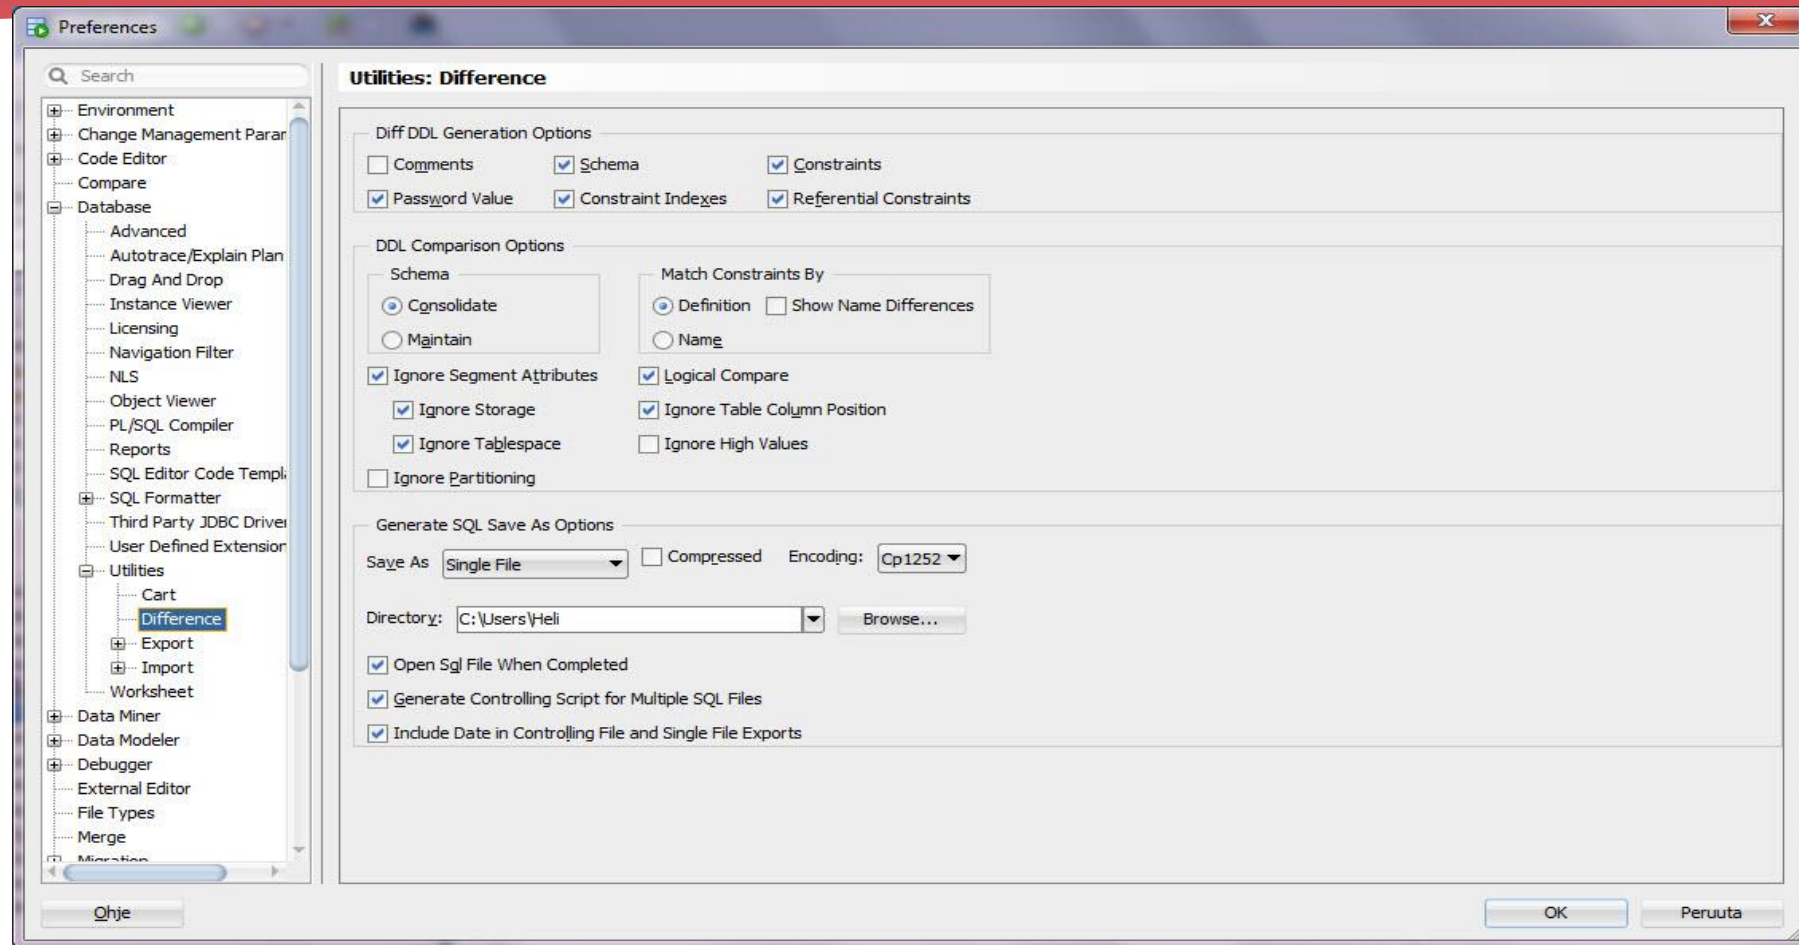 Preferences
Search
Environment
Change Management Parar
Code Editor
Compare
Database
Advanced
Autotrace/Explain Plan
Drag And Drop
Instance Viewer
Licensing
Navigation Filter
NLS
Object Viewer
PL/SQL Compiler
Reports
SQL Editor Code Templa
SQL Formatter
Third Party JDBC Driver
User Defined Extension
Utilities
Cart
Difference
Export
Import
Worksheet
Data Miner
Data Modeler
Debugger
External Editor
File Types
Merge
Migration
Utilities: Difference
Diff DDL Generation Options
Comments Schema Constraints
Password Value Constraint Indexes Referential Constraints
DDL Comparison Options
Schema Match Constraints By
Consolidate Definition Show Name Differences
Maintain Name
Ignore Segment Attributes Logical Compare
Ignore Storage Ignore Table Column Position
Ignore Tablespace Ignore High Values
Ignore Partitioning
Generate SQL Save As Options
Save As Single File Compressed Encoding: Cp1252
Directory: C:\Users\Heli Browse...
Open Sql File When Completed
Generate Controlling Script for Multiple SQL Files
Include Date in Controlling File and Single File Exports
Ohje OK Peruuta